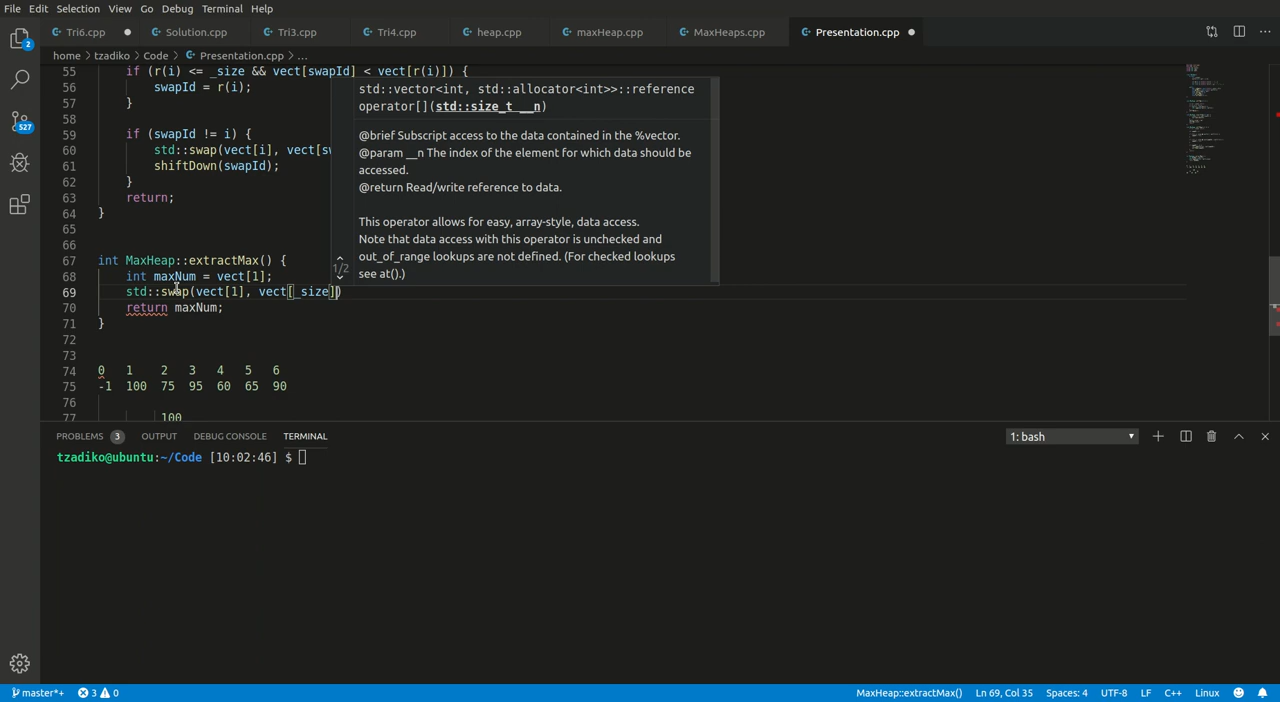 File Edit Selection View Go Debug Terminal Help
Tri6.cpp Solution.cpp Tri3.cpp Tri4.cpp heap.cpp maxHeap.cpp MaxHeaps.cpp Presentation.cpp
home › tzadiko › Code › Presentation.cpp › ...
2
527
55 if (r(i) <= _size && vect[swapId] < vect[r(i)]) {
56 swapId = r(i);
57 }
58
59 if (swapId != i) {
60 std::swap(vect[i], vect[sw
61 shiftDown(swapId);
62 }
63 return;
64 }
65
66
67 int MaxHeap::extractMax() {
68 int maxNum = vect[1];
69 std::swap(vect[1], vect[_size])
70 return maxNum;
71 }
72
73
74 0 1 2 3 4 5 6
75 -1 100 75 95 60 65 90
76
77 100
1/2
std::vector<int, std::allocator<int>>::reference
operator[](std::size_t __n)
@brief Subscript access to the data contained in the %vector.
@param __n The index of the element for which data should be
accessed.
@return Read/write reference to data.
This operator allows for easy, array-style, data access.
Note that data access with this operator is unchecked and
out_of_range lookups are not defined. (For checked lookups
see at().)
PROBLEMS 3 OUTPUT DEBUG CONSOLE TERMINAL 1: bash
tzadiko@ubuntu:~/Code [10:02:46] $
master*+ 3 0 MaxHeap::extractMax() Ln 69, Col 35 Spaces: 4 UTF-8 LF C++ Linux